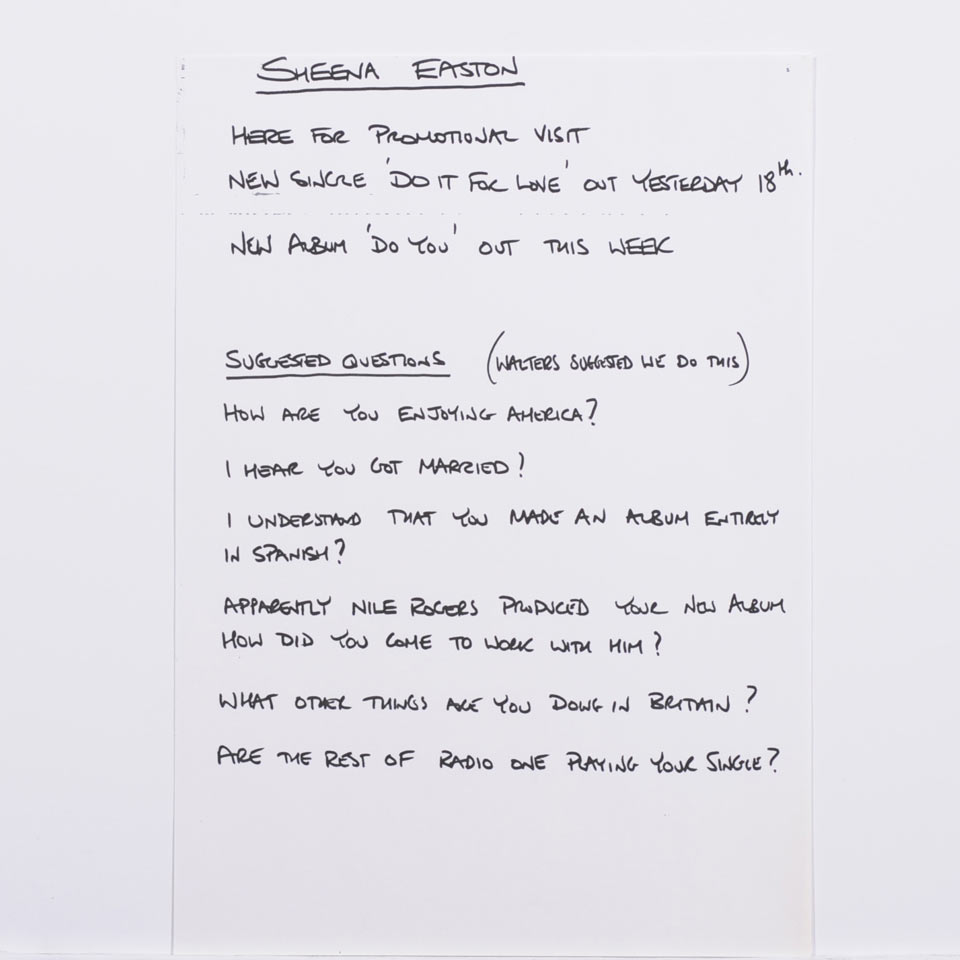 SHEENA EASTON
HERE FOR PROMOTIONAL VISIT
NEW SINGLE 'DO IT FOR LOVE' OUT YESTERDAY 18th.
NEW ALBUM 'DO YOU' OUT THIS WEEK
SUGGESTED QUESTIONS (WALTERS SUGGESTED WE DO THIS)
HOW ARE YOU ENJOYING AMERICA?
I HEAR YOU GOT MARRIED?
I UNDERSTAND THAT YOU MADE AN ALBUM ENTIRELY
IN SPANISH?
APPARENTLY NILE ROGERS PRODUCED YOUR NEW ALBUM
HOW DID YOU COME TO WORK WITH HIM?
WHAT OTHER THINGS ARE YOU DOING IN BRITAIN?
ARE THE REST OF RADIO ONE PLAYING YOUR SINGLE?